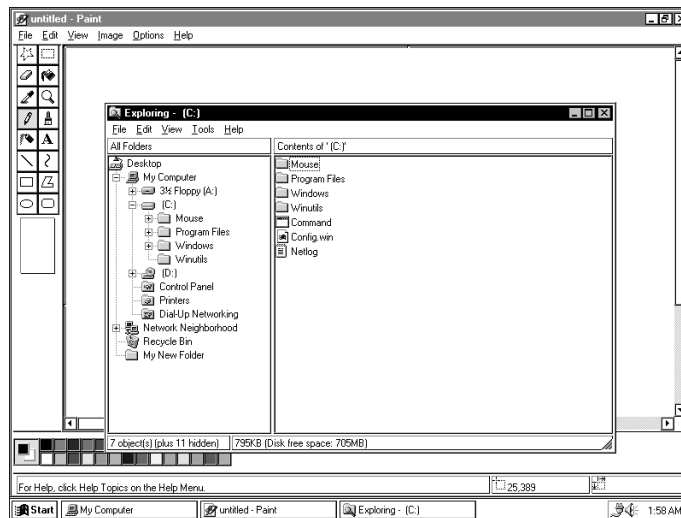 untitled - Paint
File Edit View Image Options Help
A
Exploring - (C:)
File Edit View Tools Help
All Folders
Contents of '(C:)'
Desktop
My Computer
3½ Floppy (A:)
(C:)
Mouse
Program Files
Windows
Winutils
(D:)
Control Panel
Printers
Dial-Up Networking
Network Neighborhood
Recycle Bin
My New Folder
Mouse
Program Files
Windows
Winutils
Command
Config.win
Netlog
7 object(s) (plus 11 hidden) 795KB (Disk free space: 705MB)
For Help, click Help Topics on the Help Menu. 25,389
Start My Computer untitled - Paint Exploring - (C:) 1:58 AM